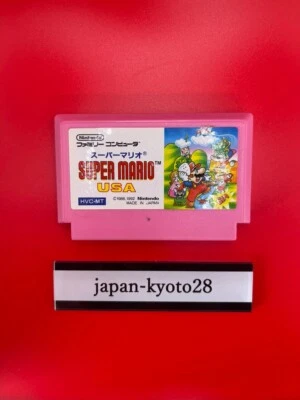 Nintendo
ファミリー コンピュータ
スーパーマリオ®
SUPER MARIO™
USA
HVC-MT
©1988,1992 Nintendo
MADE IN JAPAN
japan-kyoto28